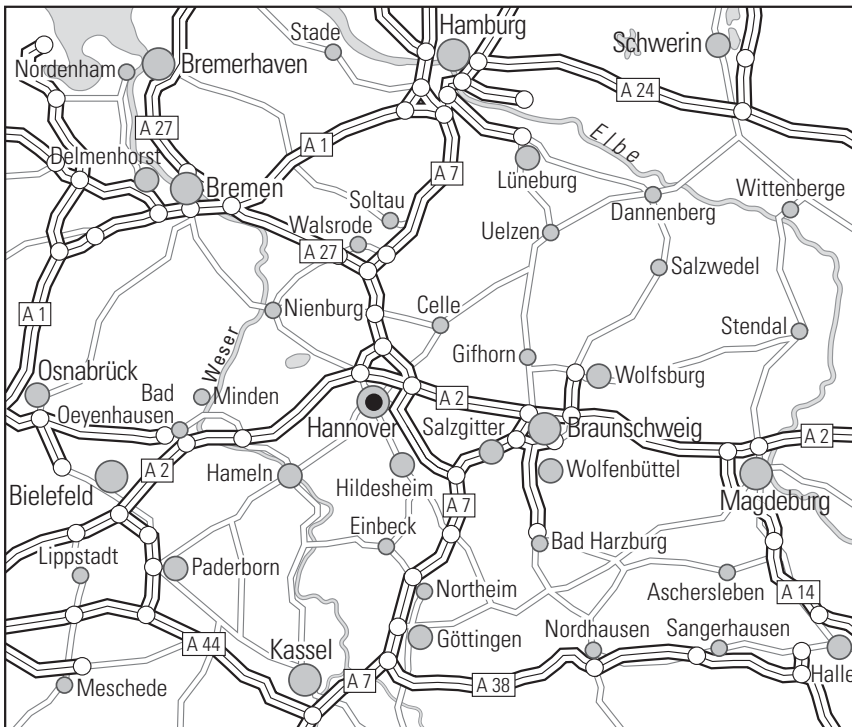 Hamburg
Stade
Schwerin
Bremerhaven
Nordenham
A 24
A 27
A 1
Elbe
Delmenhorst
A 7
Bremen
Lüneburg
Soltau
Wittenberge
Dannenberg
Walsrode
Uelzen
A 27
Salzwedel
A 1
Nienburg
Celle
Stendal
Weser
Gifhorn
Osnabrück
Wolfsburg
Bad
Oeyenhausen
Minden
A 2
Hannover
Salzgitter
Braunschweig
A 2
A 2
Bielefeld
Hameln
Hildesheim
Wolfenbüttel
Magdeburg
A 7
Einbeck
Bad Harzburg
Lippstadt
Paderborn
Northeim
Aschersleben
A 14
A 44
Kassel
Göttingen
Nordhausen
Sangerhausen
Halle
Meschede
A 7
A 38